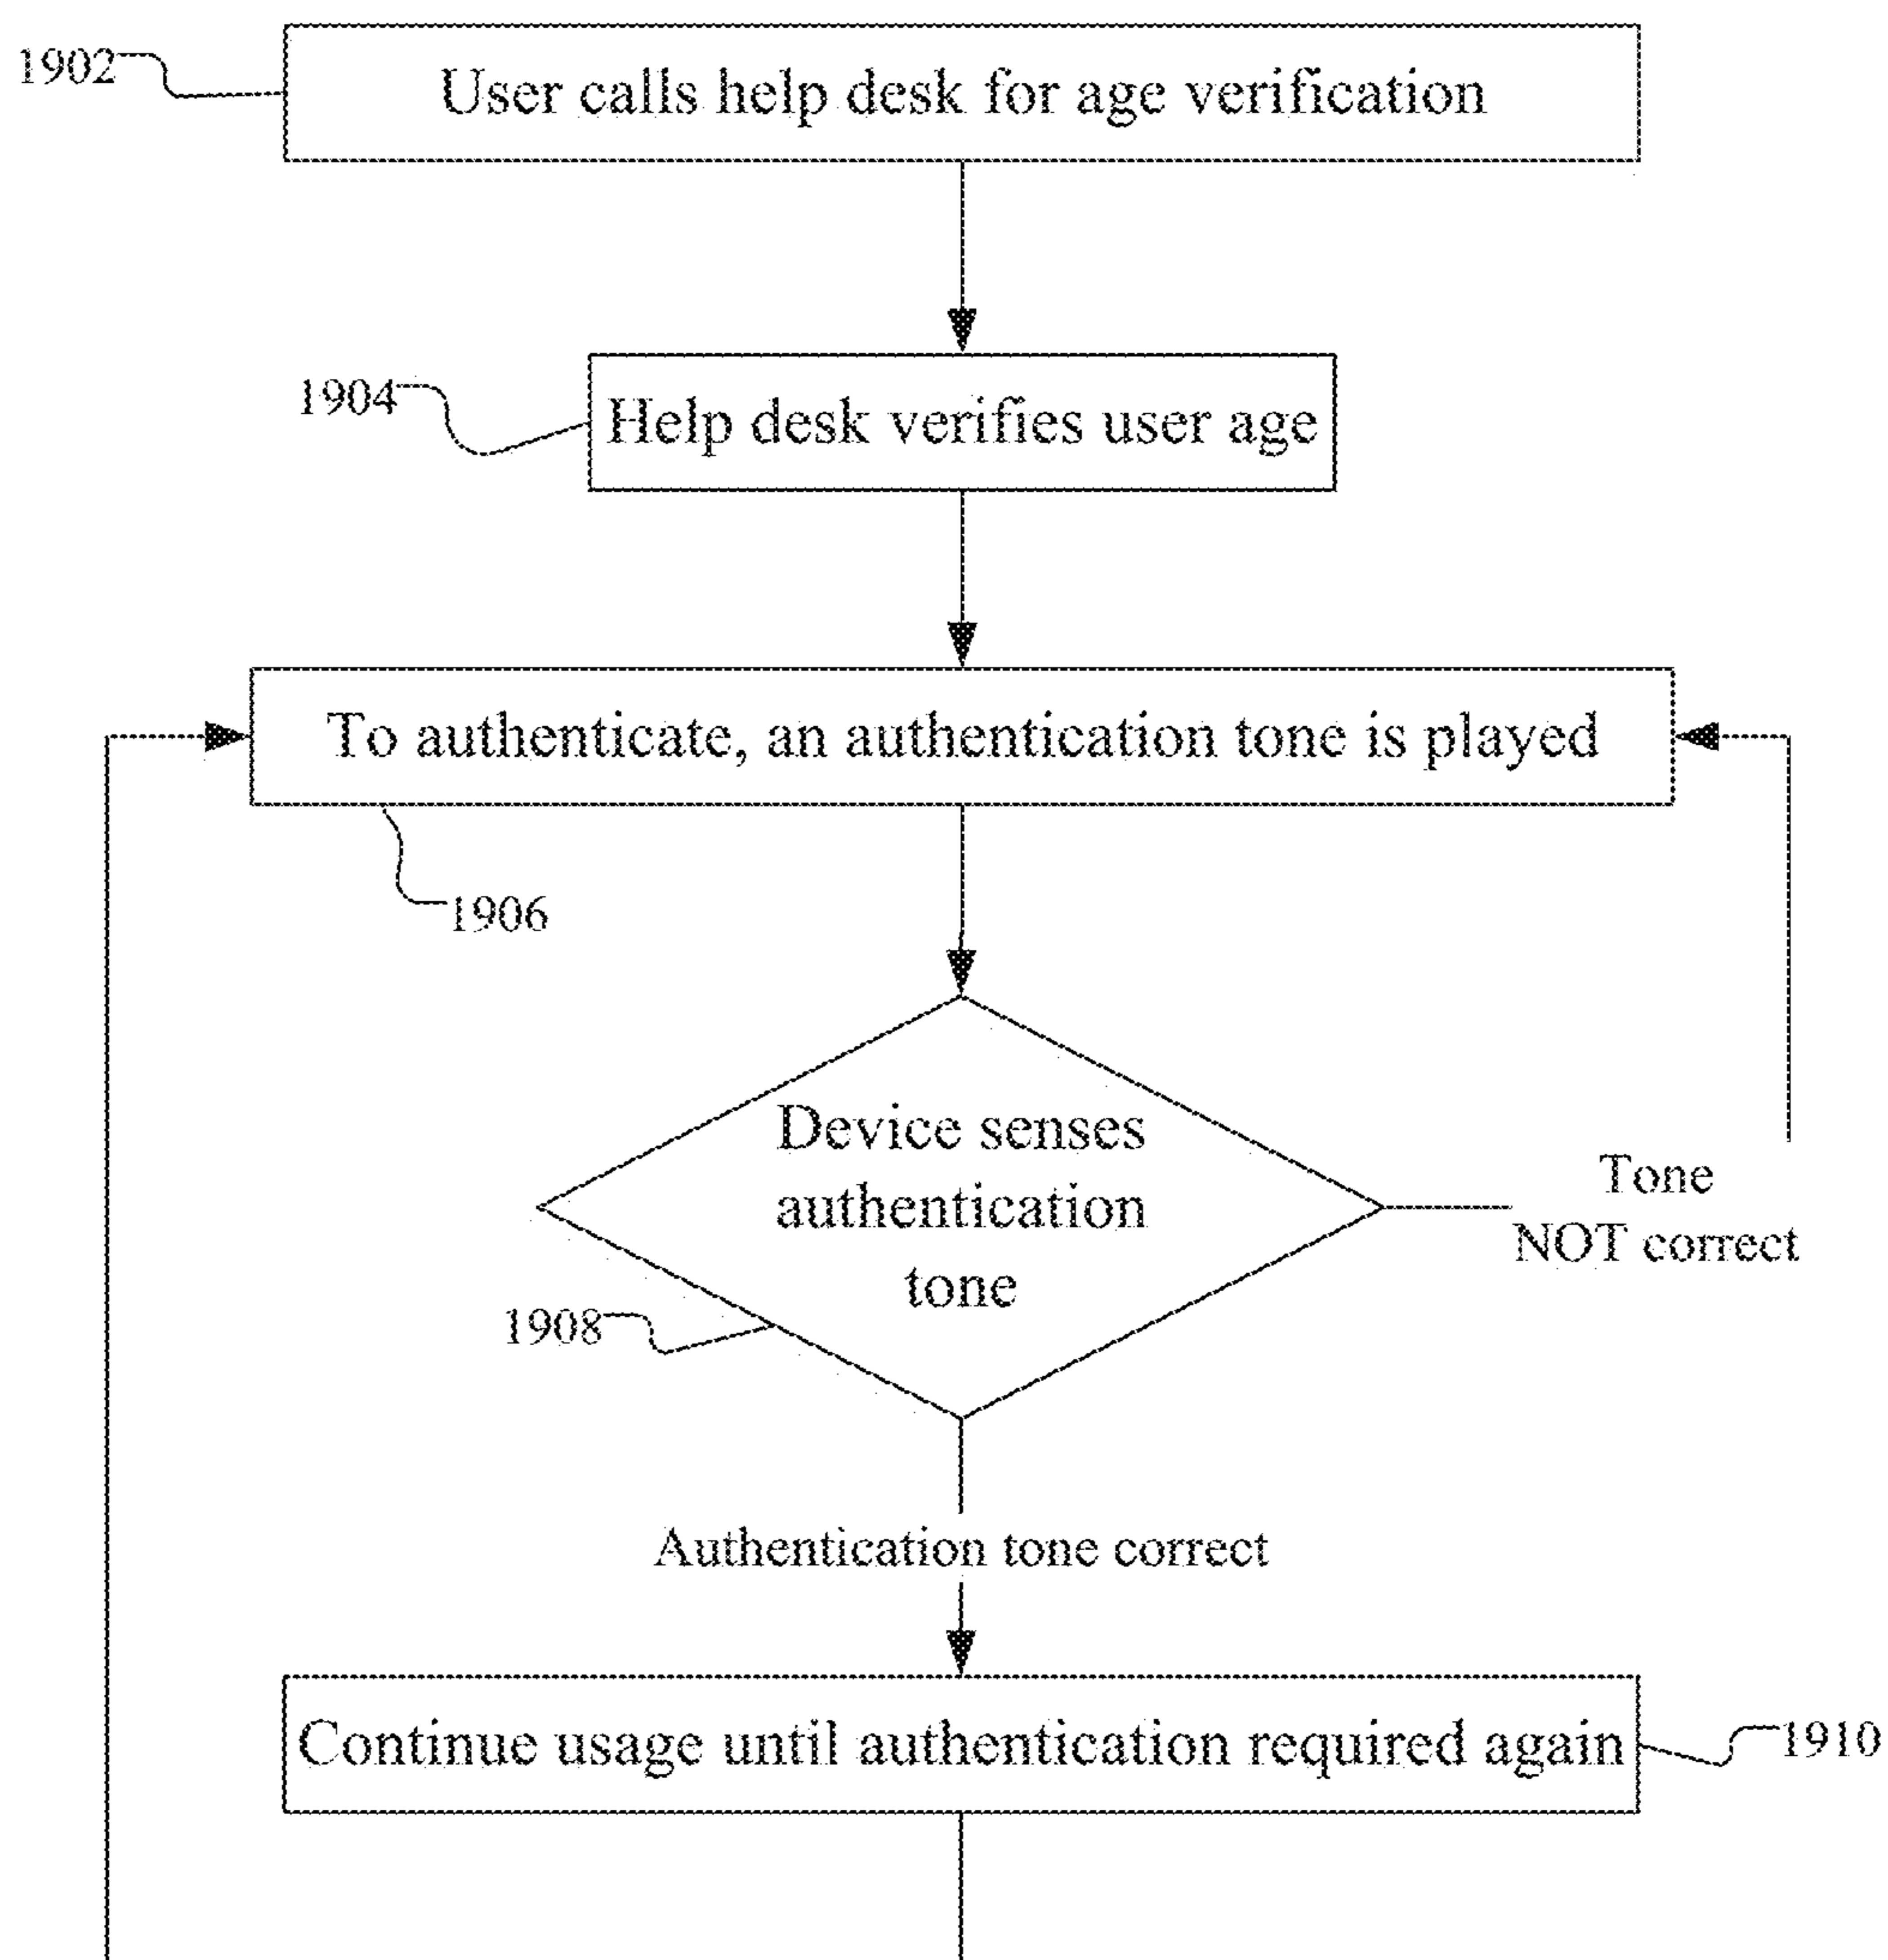 1902
User calls help desk for age verification
1904
Help desk verifies user age
To authenticate, an authentication tone is played
1906
Device senses
authentication
tone
Tone
NOT correct
1908
Authentication tone correct
Continue usage until authentication required again
1910